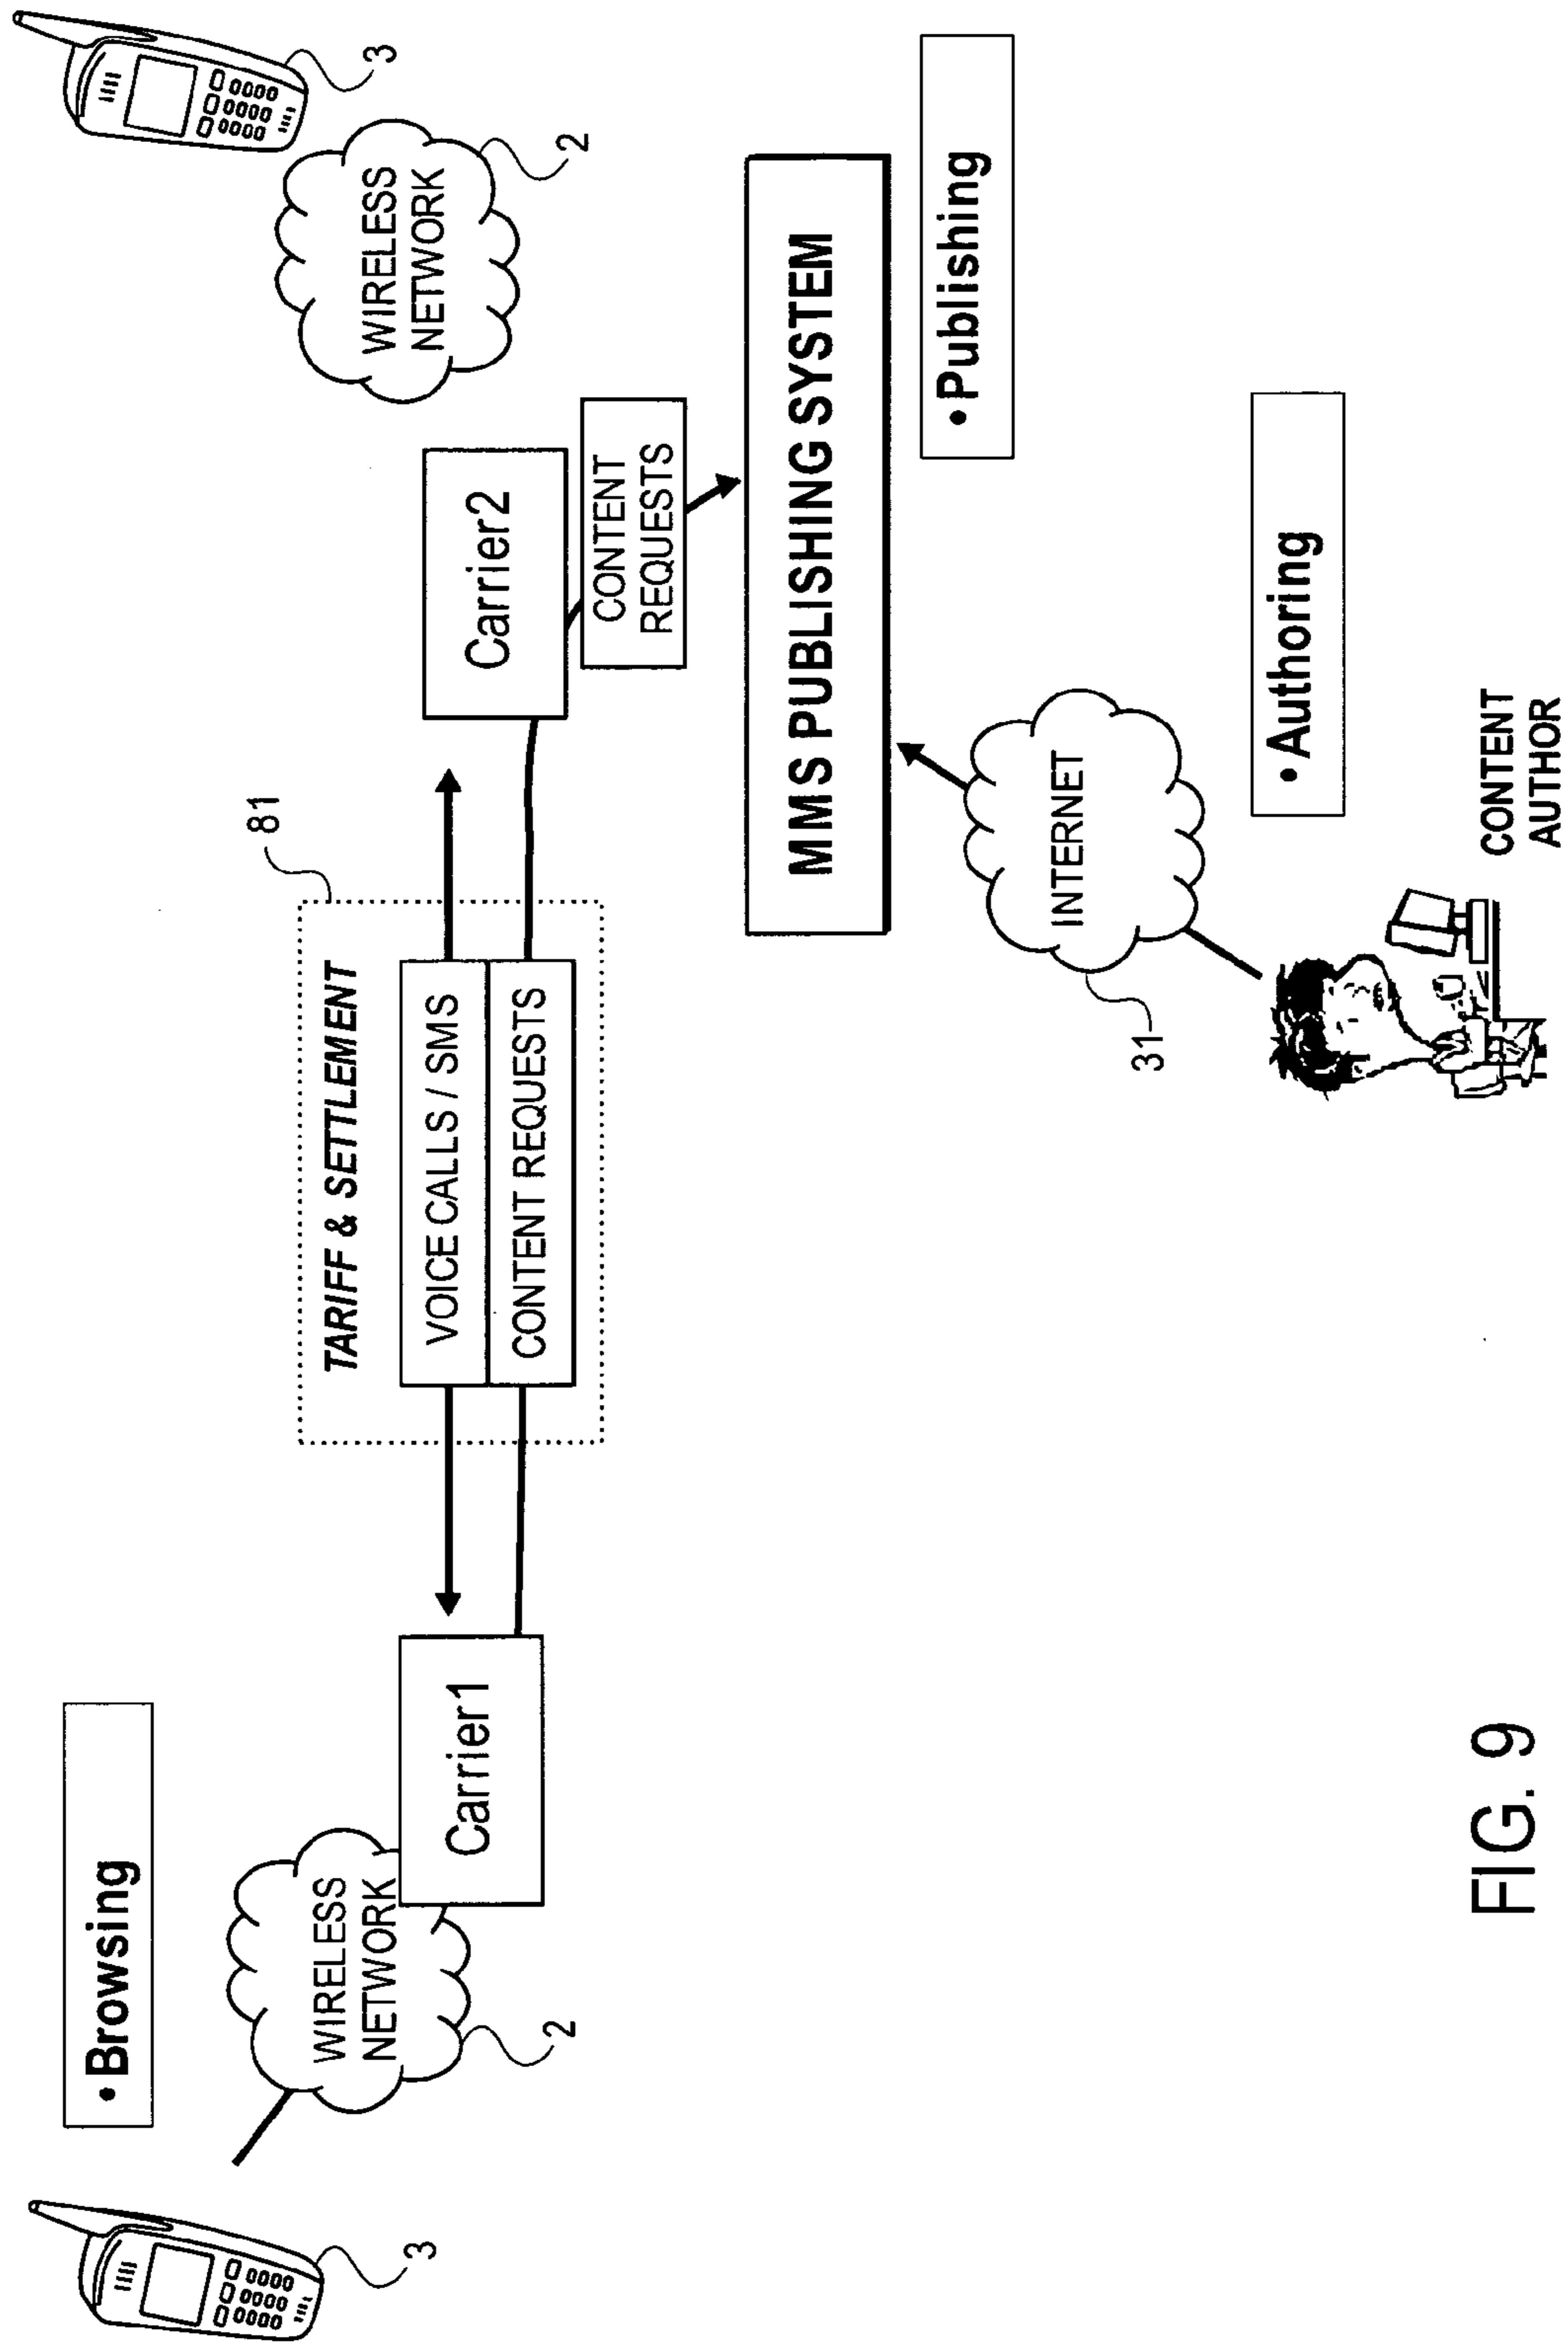 •Browsing
3
WIRELESS
NETWORK
2
Carrier1
81
TARIFF & SETTLEMENT
VOICE CALLS / SMS
CONTENT REQUESTS
Carrier2
CONTENT
REQUESTS
WIRELESS
NETWORK
2
3
MMS PUBLISHING SYSTEM
•Publishing
INTERNET
31
•Authoring
CONTENT
AUTHOR
FIG. 9